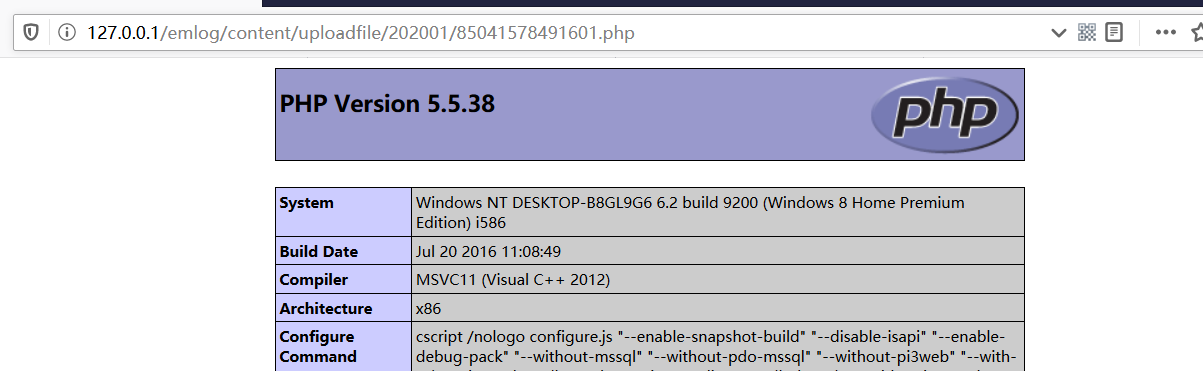 127.0.0.1/emlog/content/uploadfile/202001/85041578491601.php
PHP Version 5.5.38
php
System
Windows NT DESKTOP-B8GL9G6 6.2 build 9200 (Windows 8 Home Premium
Edition) i586
Build Date
Jul 20 2016 11:08:49
Compiler
MSVC11 (Visual C++ 2012)
Architecture
x86
Configure
Command
cscript /nologo configure.js "--enable-snapshot-build" "--disable-isapi" "--enable-
debug-pack" "--without-mssql" "--without-pdo-mssql" "--without-pi3web" "--with-